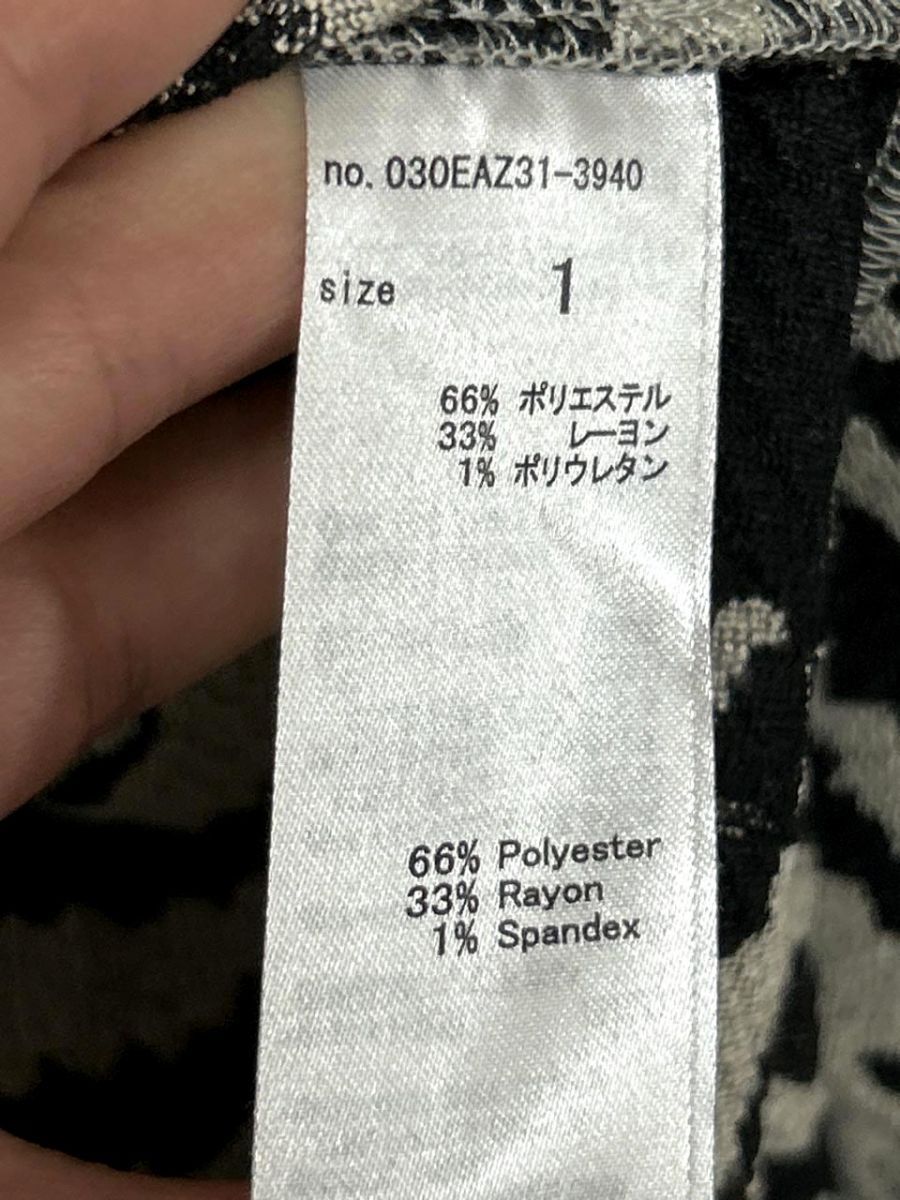 no. 030EAZ31-3940
size 1
66% ポリエステル
33% レーヨン
1% ポリウレタン
66% Polyester
33% Rayon
1% Spandex